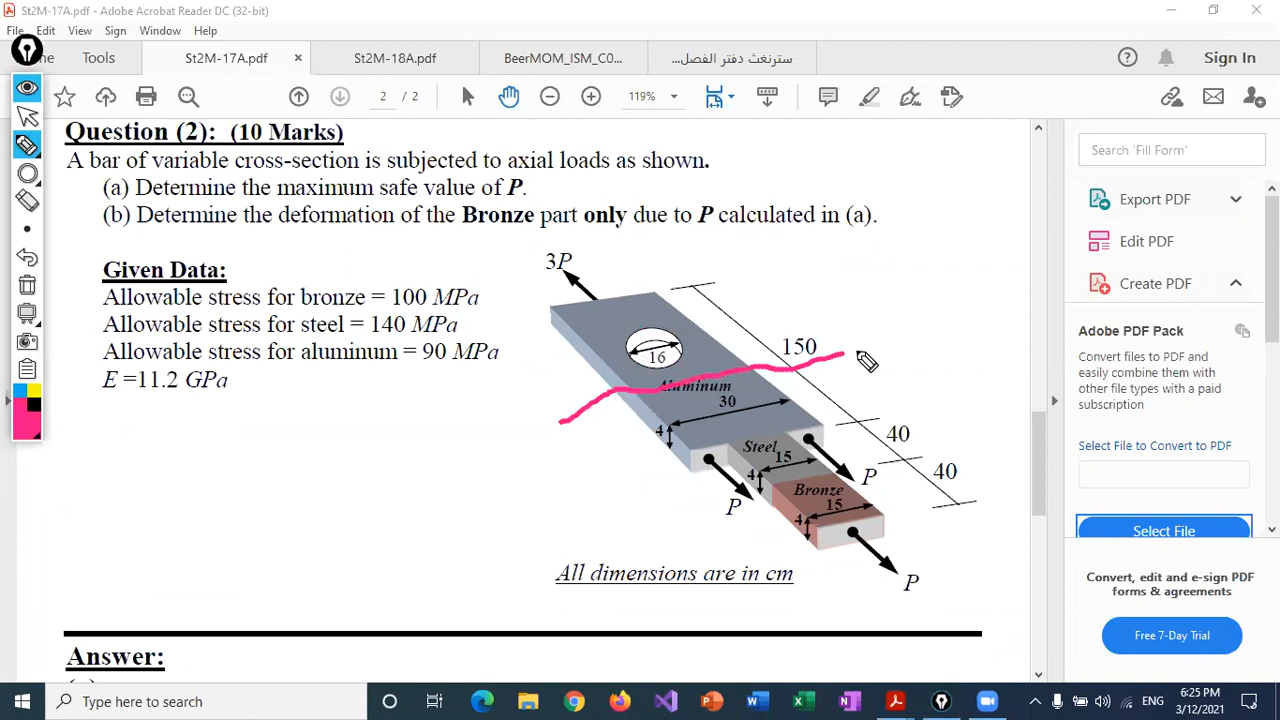 St2M-17A.pdf - Adobe Acrobat Reader DC (32-bit)
File Edit View Sign Window Help
me Tools St2M-17A.pdf × St2M-18A.pdf BeerMOM_ISM_C0... سترنغث دفتر الفصل... Sign In
2 / 2 119%
Question (2): (10 Marks)
A bar of variable cross-section is subjected to axial loads as shown.
(a) Determine the maximum safe value of P.
(b) Determine the deformation of the Bronze part only due to P calculated in (a).
Given Data:
Allowable stress for bronze = 100 MPa
Allowable stress for steel = 140 MPa
Allowable stress for aluminum = 90 MPa
E =11.2 GPa
3P
16
150
Aluminum
30
4
Steel
15
4
Bronze
15
4
40
40
P
P
P
All dimensions are in cm
Answer:
Search 'Fill Form'
Export PDF
Edit PDF
Create PDF
Adobe PDF Pack
Convert files to PDF and
easily combine them with
other file types with a paid
subscription
Select File to Convert to PDF
Select File
Convert, edit and e-sign PDF
forms & agreements
Free 7-Day Trial
Type here to search
ENG
6:25 PM
3/12/2021